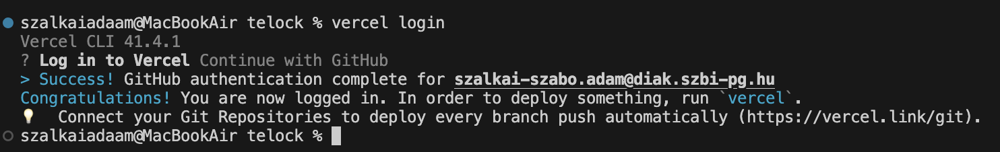 szalkaiadaam@MacBookAir telock % vercel login
Vercel CLI 41.4.1
? Log in to Vercel Continue with GitHub
> Success! GitHub authentication complete for szalkai-szabo.adam@diak.szbi-pg.hu
Congratulations! You are now logged in. In order to deploy something, run `vercel`.
💡 Connect your Git Repositories to deploy every branch push automatically (https://vercel.link/git).
szalkaiadaam@MacBookAir telock %